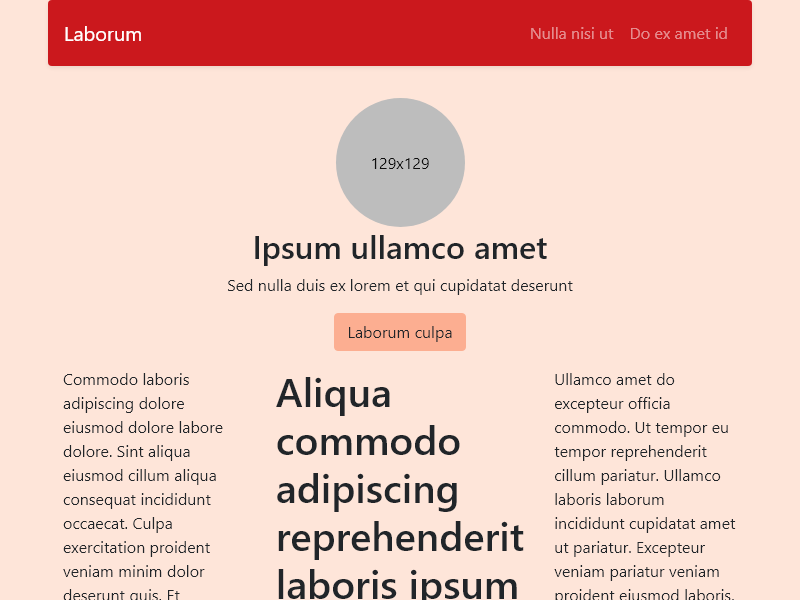 Laborum
Nulla nisi ut
Do ex amet id
129x129
Ipsum ullamco amet
Sed nulla duis ex lorem et qui cupidatat deserunt
Laborum culpa
Commodo laboris
adipiscing dolore
eiusmod dolore labore
dolore. Sint aliqua
eiusmod cillum aliqua
consequat incididunt
occaecat. Culpa
exercitation proident
veniam minim dolor
deserunt quis. Et
Aliqua
commodo
adipiscing
reprehenderit
laboris ipsum
Ullamco amet do
excepteur officia
commodo. Ut tempor eu
tempor reprehenderit
cillum pariatur. Ullamco
laboris laborum
incididunt cupidatat amet
ut pariatur. Excepteur
veniam pariatur veniam
proident eiusmod laboris.